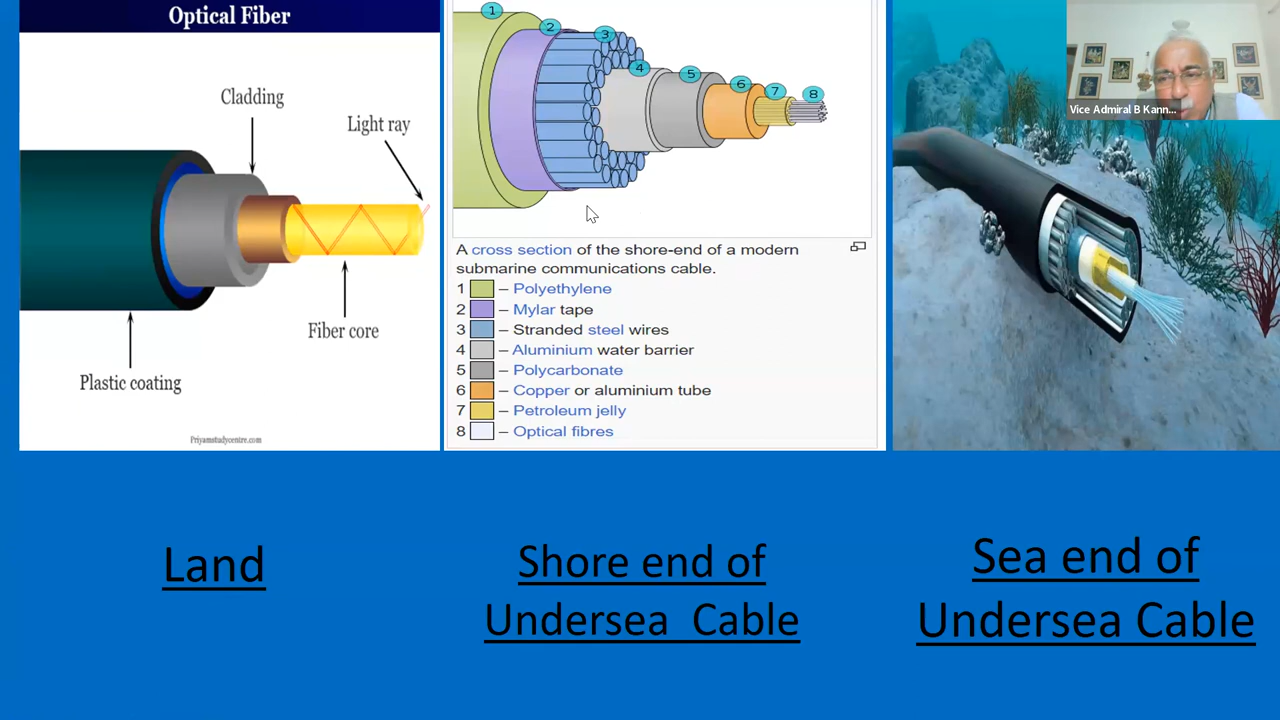 Optical Fiber
Cladding
Light ray
Fiber core
Plastic coating
Priyamstudycentre.com
1
2
3
4
5
6
7
8
A cross section of the shore-end of a modern
submarine communications cable.
1 – Polyethylene
2 – Mylar tape
3 – Stranded steel wires
4 – Aluminium water barrier
5 – Polycarbonate
6 – Copper or aluminium tube
7 – Petroleum jelly
8 – Optical fibres
Vice Admiral B Kann...
Land
Shore end of
Undersea Cable
Sea end of
Undersea Cable